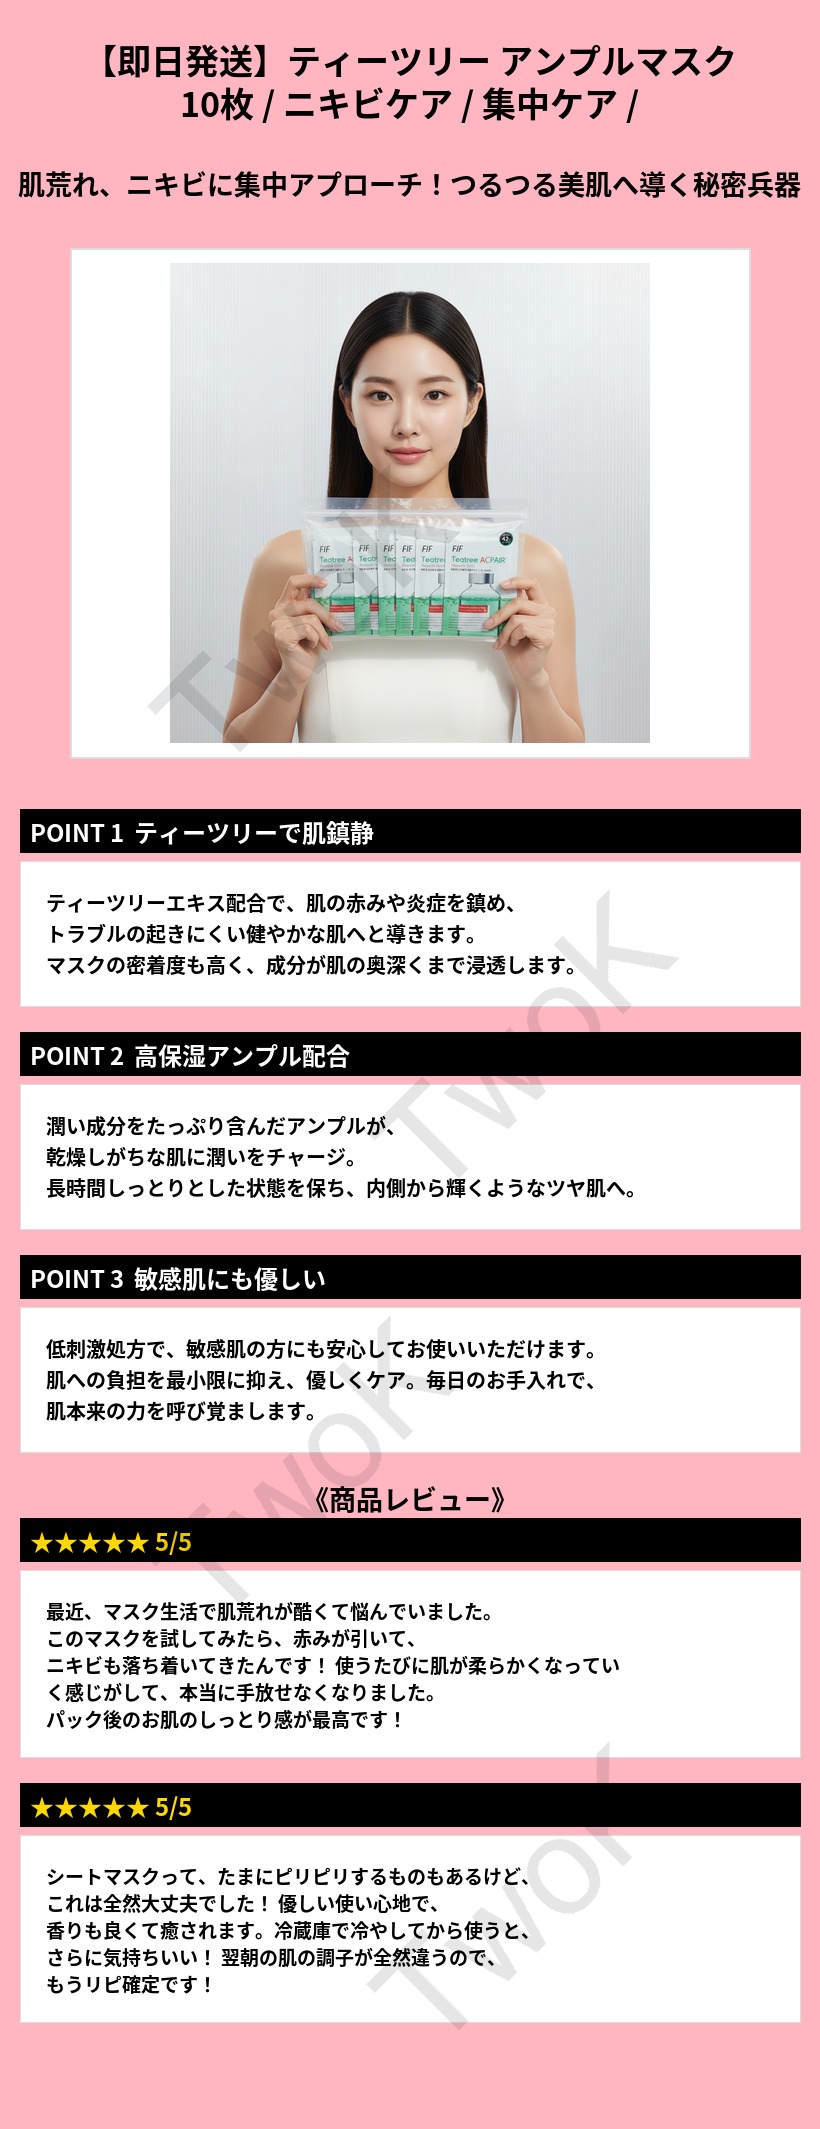 【即日発送】ティーツリー アンプルマスク
10枚 / ニキビケア / 集中ケア /
肌荒れ、ニキビに集中アプローチ！つるつる美肌へ導く秘密兵器
FIF
Teatree ACPAIR
TwoK
POINT 1 ティーツリーで肌鎮静
ティーツリーエキス配合で、肌の赤みや炎症を鎮め、
トラブルの起きにくい健やかな肌へと導きます。
マスクの密着度も高く、成分が肌の奥深くまで浸透します。
TwoK
POINT 2 高保湿アンプル配合
潤い成分をたっぷり含んだアンプルが、
乾燥しがちな肌に潤いをチャージ。
長時間しっとりとした状態を保ち、内側から輝くようなツヤ肌へ。
POINT 3 敏感肌にも優しい
低刺激処方で、敏感肌の方にも安心してお使いいただけます。
肌への負担を最小限に抑え、優しくケア。毎日のお手入れで、
肌本来の力を呼び覚まします。
TwoK
《商品レビュー》
★★★★★ 5/5
最近、マスク生活で肌荒れが酷くて悩んでいました。
このマスクを試してみたら、赤みが引いて、
ニキビも落ち着いてきたんです！ 使うたびに肌が柔らかくなってい
く感じがして、本当に手放せなくなりました。
パック後のお肌のしっとり感が最高です！
★★★★★ 5/5
シートマスクって、たまにピリピリするものもあるけど、
これは全然大丈夫でした！ 優しい使い心地で、
香りも良くて癒されます。冷蔵庫で冷やしてから使うと、
さらに気持ちいい！ 翌朝の肌の調子が全然違うので、
もうリピ確定です！
TwoK